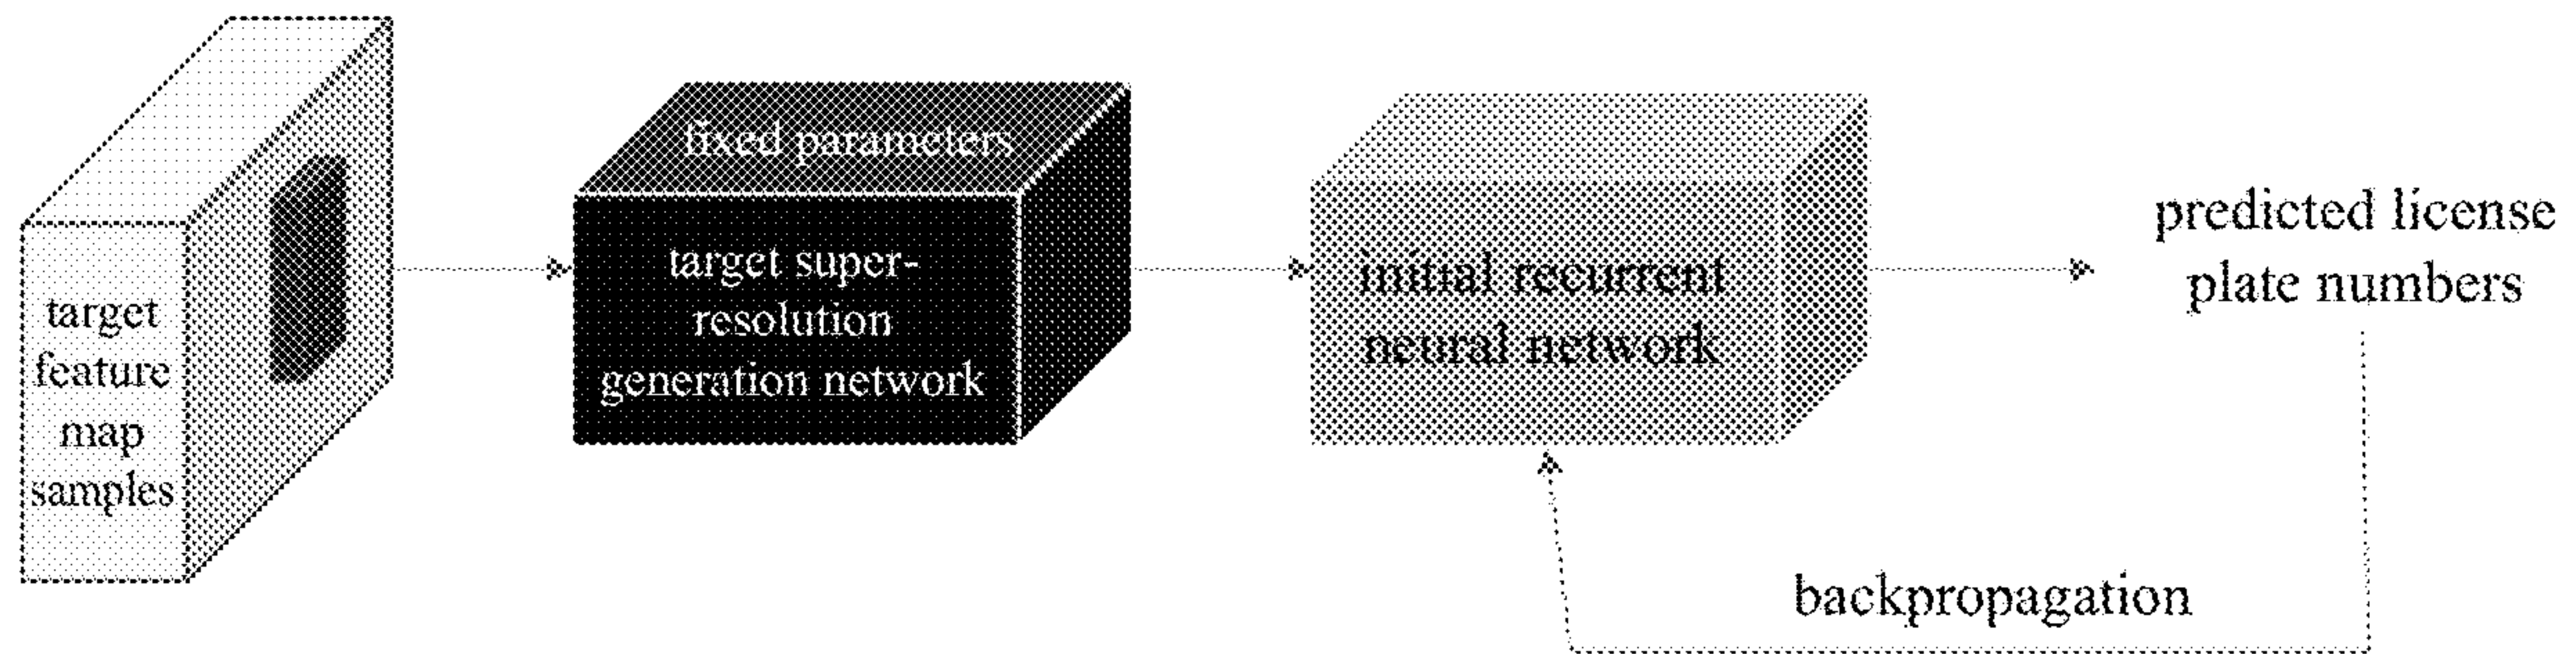 target
feature
map
samples
fixed parameters
target super-
resolution
generation network
initial recurrent
neural network
predicted license
plate numbers
backpropagation